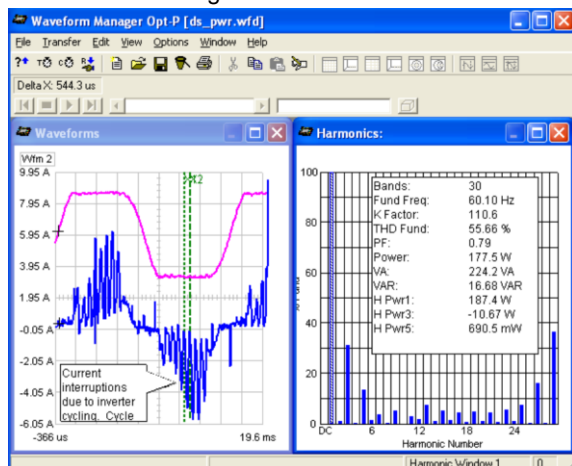 Waveform Manager Opt-P [ds_pwr.wfd]
File Transfer Edit View Options Window Help
Delta X: 544.3 us
Waveforms
Wfm 2
9.95 A
7.95 A
5.95 A
3.95 A
1.95 A
-0.05 A
-2.05 A
-4.05 A
-6.05 A
-366 us
19.6 ms
Current
interruptions
due to inverter
cycling. Cycle
Harmonics:
100
80
60
40
20
0
Bands: 30
Fund Freq: 60.10 Hz
K Factor: 110.6
THD Fund: 55.66 %
PF: 0.79
Power: 177.5 W
VA: 224.2 VA
VAR: 16.68 VAR
H Pwr1: 187.4 W
H Pwr3: -10.67 W
H Pwr5: 690.5 mW
DC 6 12 18 24
Harmonic Number
Harmonic Window 1 0